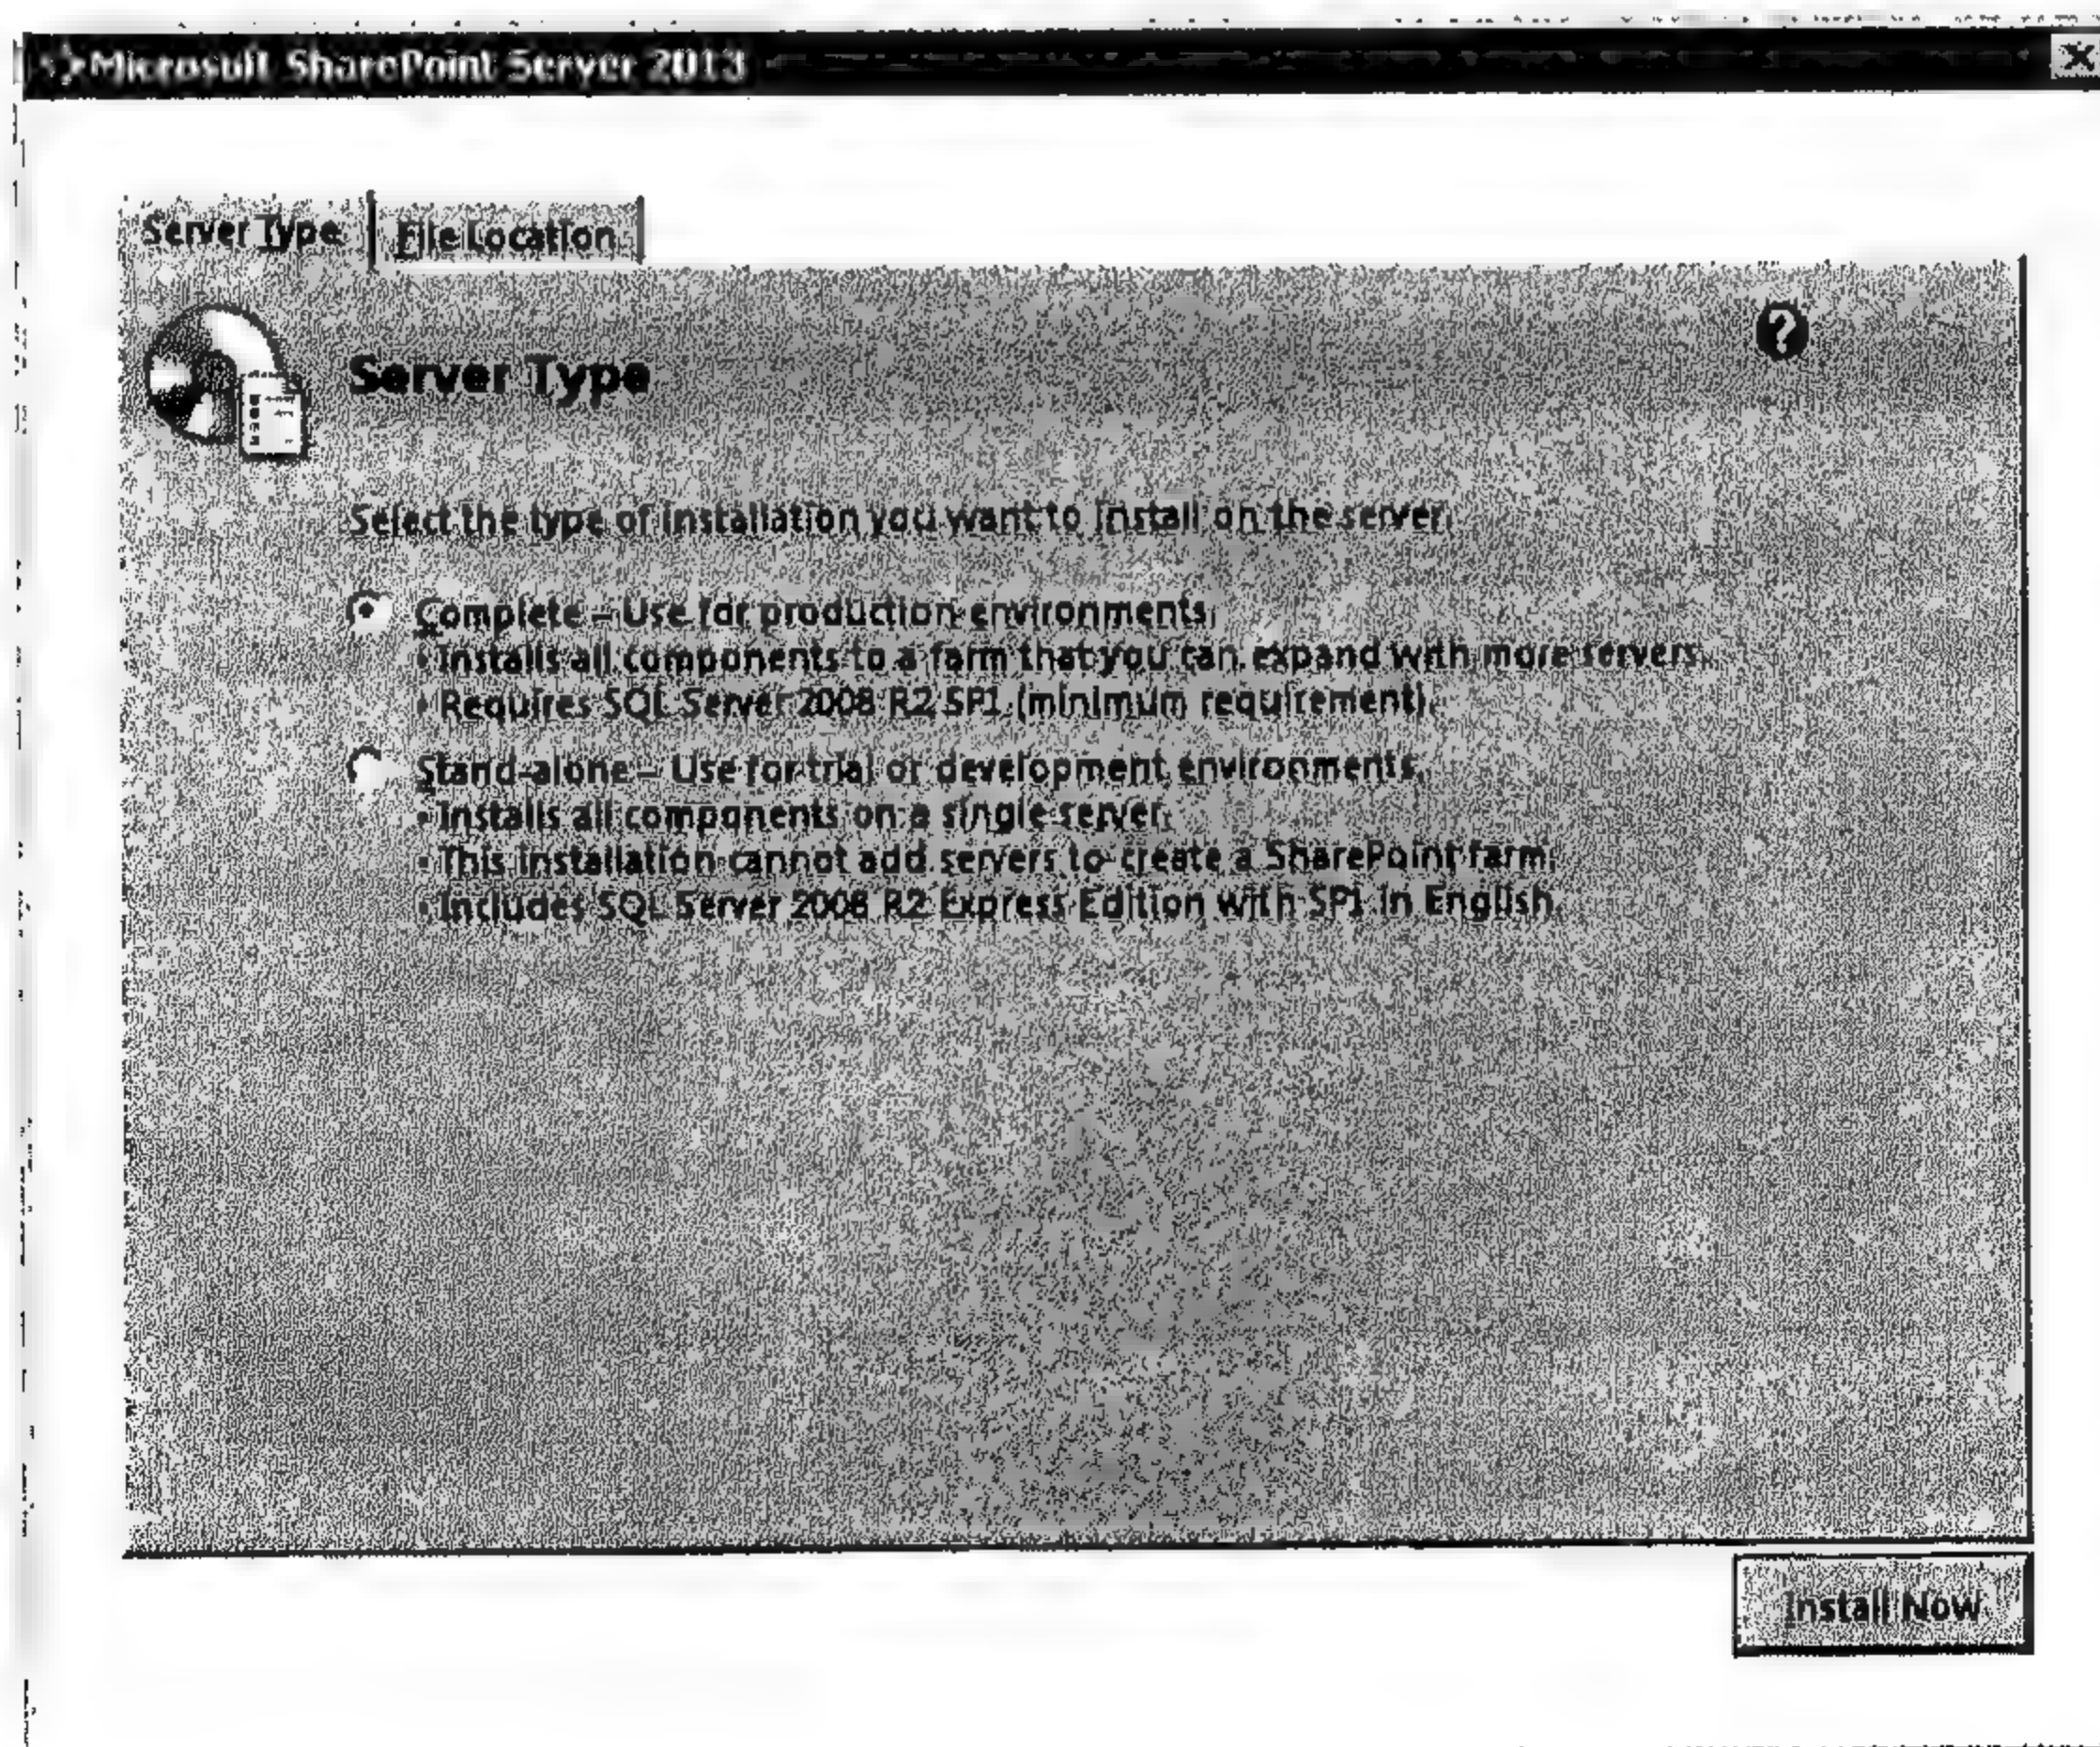 Microsoft SharePoint Server 2013
Server Type
File Location
?
Server Type
Select the type of installation you want to install on the server.
Complete – Use for production environments.
• Installs all components to a farm that you can expand with more servers.
• Requires SQL Server 2008 R2 SP1 (minimum requirement).
Stand-alone – Use for trial or development environments.
• Installs all components on a single server.
• This installation cannot add servers to create a SharePoint farm.
• Includes SQL Server 2008 R2 Express Edition with SP1 in English.
Install Now